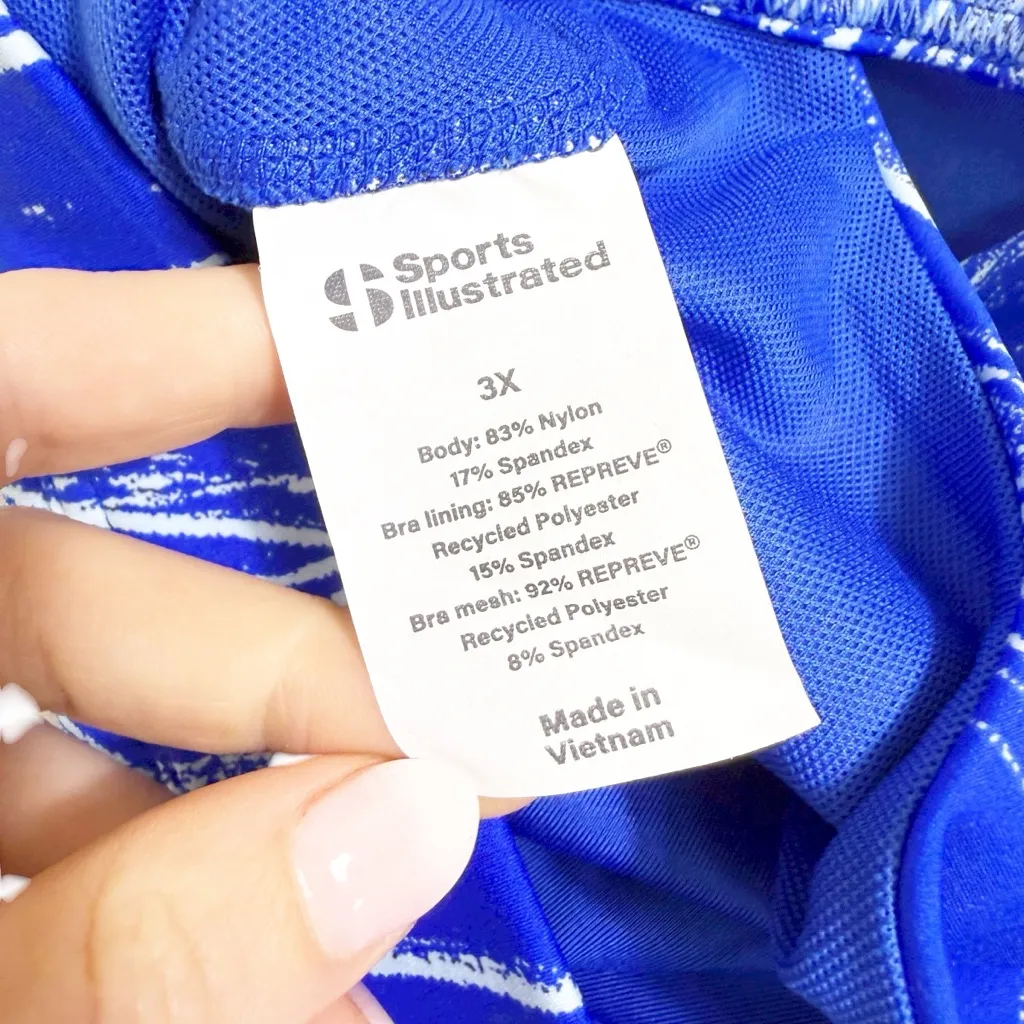 Sports
Illustrated
3X
Body: 83% Nylon
17% Spandex
Bra lining: 85% REPREVE®
Recycled Polyester
15% Spandex
Bra mesh: 92% REPREVE®
Recycled Polyester
8% Spandex
Made in
Vietnam